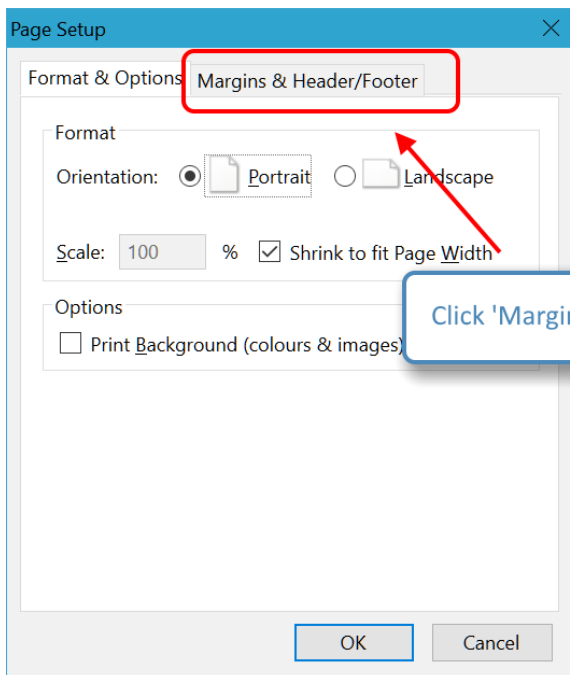 Page Setup
Format & Options
Margins & Header/Footer
Format
Orientation: Portrait Landscape
Scale: 100 % Shrink to fit Page Width
Options
Click 'Margin
Print Background (colours & images)
OK Cancel